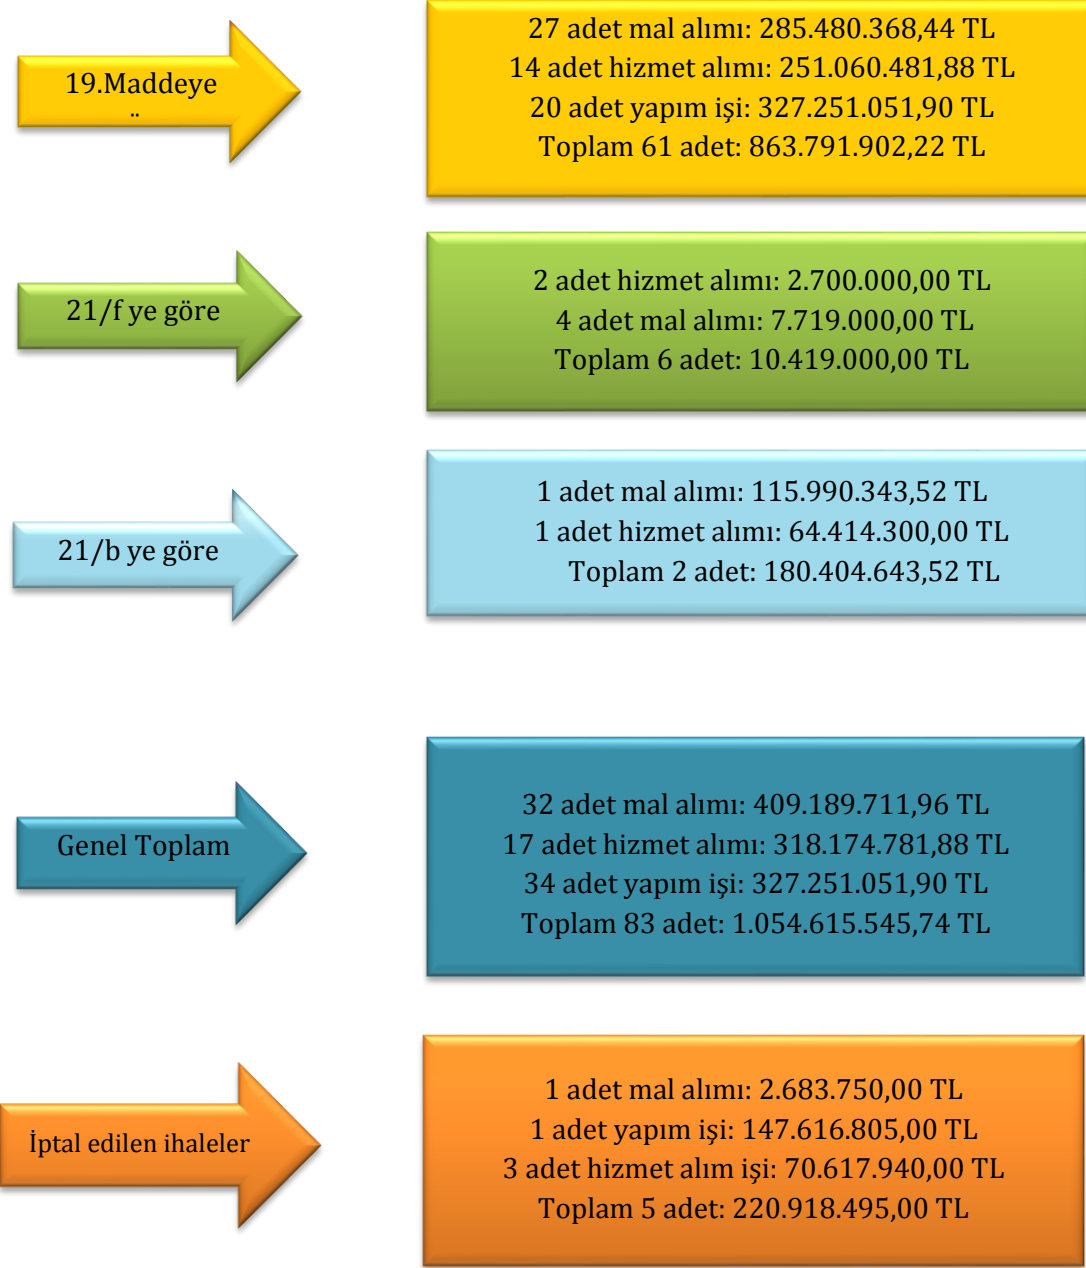 19.Maddeye
27 adet mal alımı: 285.480.368,44 TL
14 adet hizmet alımı: 251.060.481,88 TL
20 adet yapım işi: 327.251.051,90 TL
Toplam 61 adet: 863.791.902,22 TL
21/f ye göre
2 adet hizmet alımı: 2.700.000,00 TL
4 adet mal alımı: 7.719.000,00 TL
Toplam 6 adet: 10.419.000,00 TL
21/b ye göre
1 adet mal alımı: 115.990.343,52 TL
1 adet hizmet alımı: 64.414.300,00 TL
Toplam 2 adet: 180.404.643,52 TL
Genel Toplam
32 adet mal alımı: 409.189.711,96 TL
17 adet hizmet alımı: 318.174.781,88 TL
34 adet yapım işi: 327.251.051,90 TL
Toplam 83 adet: 1.054.615.545,74 TL
İptal edilen ihaleler
1 adet mal alımı: 2.683.750,00 TL
1 adet yapım işi: 147.616.805,00 TL
3 adet hizmet alım işi: 70.617.940,00 TL
Toplam 5 adet: 220.918.495,00 TL